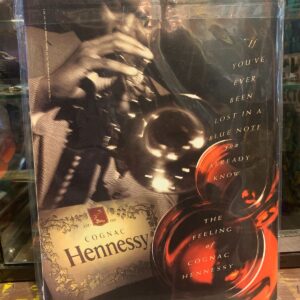 "If
YOU'VE
EVER
BEEN
LOST IN A
BLUE NOTE
you
ALREADY
KNOW
THE
FEELING
of
COGNAC
HENNESSY
COGNAC
Hennessy